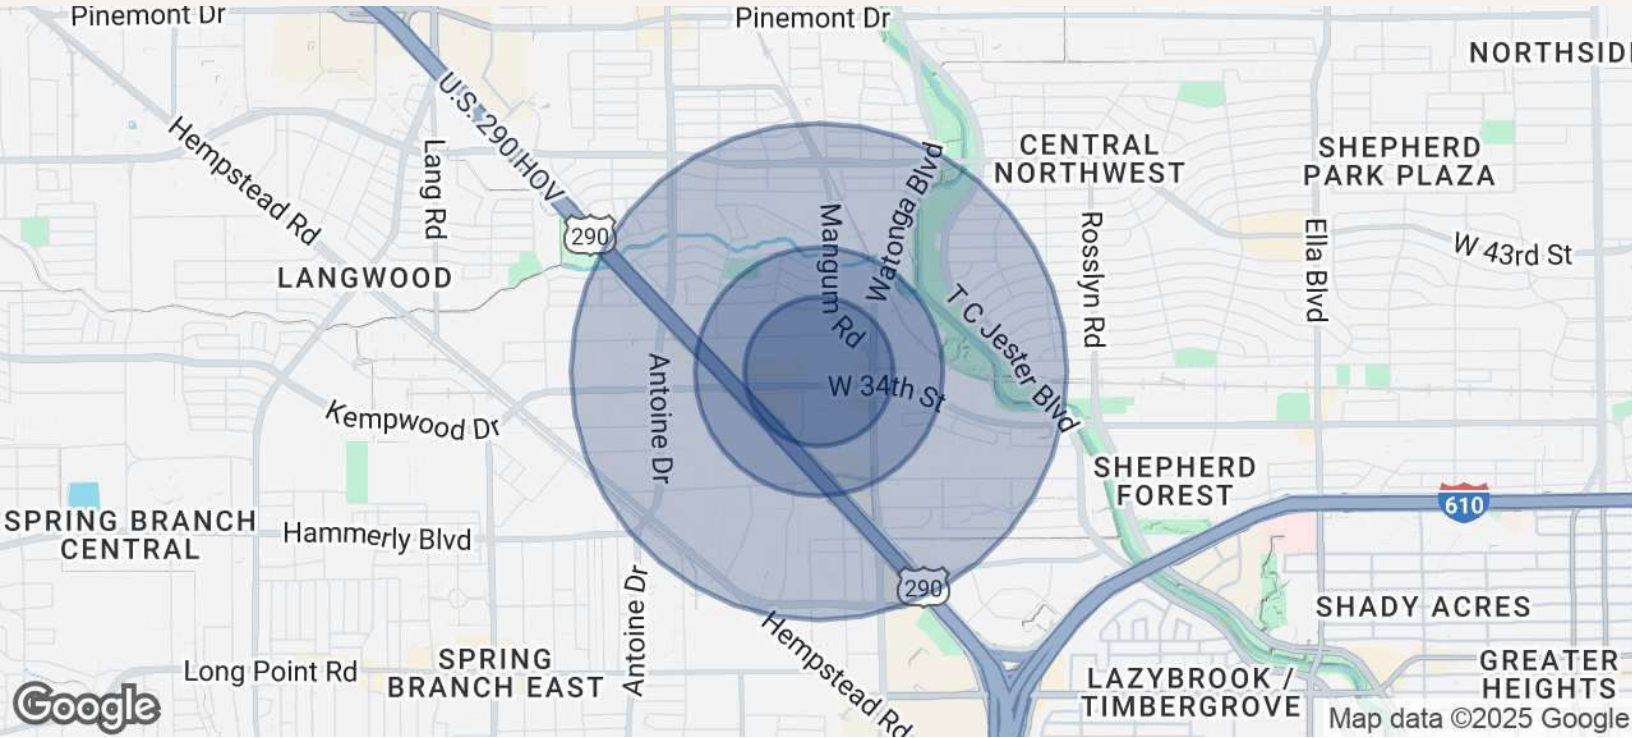 Pinemont Dr
Pinemont Dr
NORTHSID
U.S. 290 HOV
Hempstead Rd
Lang Rd
CENTRAL
NORTHWEST
SHEPHERD
PARK PLAZA
Watonga Blvd
Mangum Rd
290
Rosslyn Rd
Ella Blvd
W 43rd St
LANGWOOD
T C Jester Blvd
Antoine Dr
W 34th St
Kempwood Dr
SHEPHERD
FOREST
610
SPRING BRANCH
CENTRAL
Hammerly Blvd
290
Antoine Dr
Hempstead Rd
SHADY ACRES
Long Point Rd
SPRING
BRANCH EAST
LAZYBROOK /
TIMBERGROVE
GREATER
HEIGHTS
Google
Map data ©2025 Google